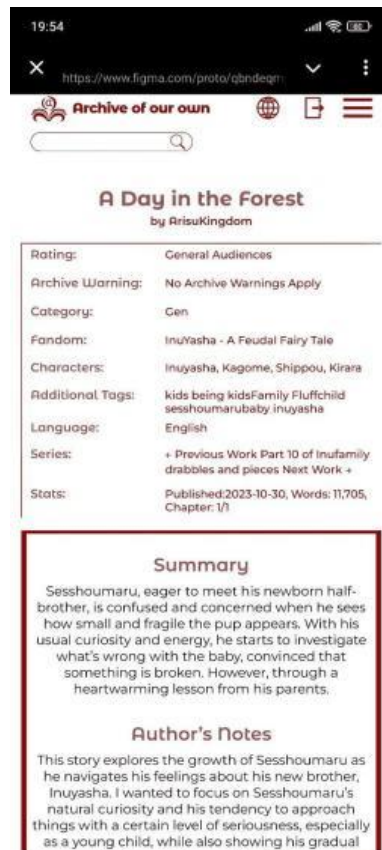 19:54
https://www.figma.com/proto/qbndeqm
Archive of our own
A Day in the Forest
by ArisuKingdom
Rating: General Audiences
Archive Warning: No Archive Warnings Apply
Category: Gen
Fandom: InuYasha - A Feudal Fairy Tale
Characters: Inuyasha, Kagome, Shippou, Kirara
Additional Tags: kids being kidsFamily Fluffchild
sesshoumarubaby inuyasha
Language: English
Series: ← Previous Work Part 10 of Inufamily
drabbles and pieces Next Work →
Stats: Published:2023-10-30, Words: 11,705,
Chapter: 1/1
Summary
Sesshoumaru, eager to meet his newborn half-
brother, is confused and concerned when he sees
how small and fragile the pup appears. With his
usual curiosity and energy, he starts to investigate
what's wrong with the baby, convinced that
something is broken. However, through a
heartwarming lesson from his parents.
Author's Notes
This story explores the growth of Sesshoumaru as
he navigates his feelings about his new brother,
Inuyasha. I wanted to focus on Sesshoumaru's
natural curiosity and his tendency to approach
things with a certain level of seriousness, especially
as a young child, while also showing his gradual